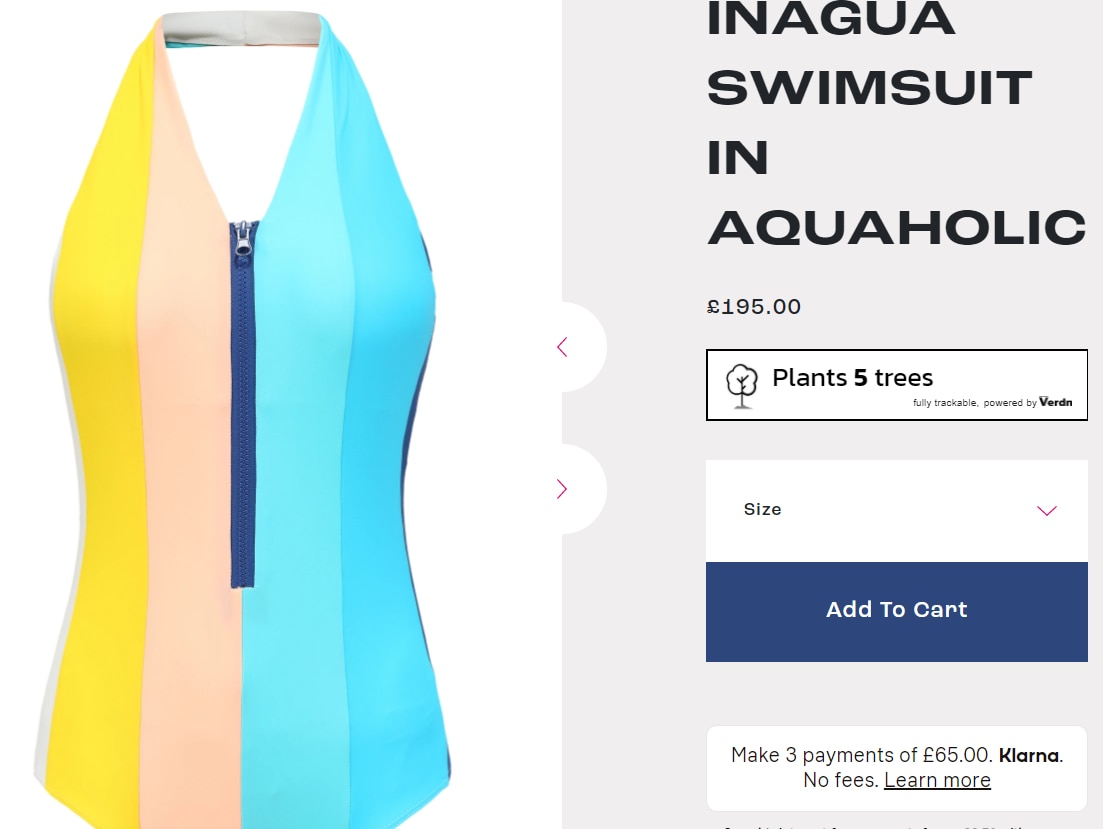 INAGUA
SWIMSUIT
IN
AQUAHOLIC
£195.00
Plants 5 trees
fully trackable, powered by Verdn
Size
Add To Cart
Make 3 payments of £65.00. Klarna.
No fees. Learn more